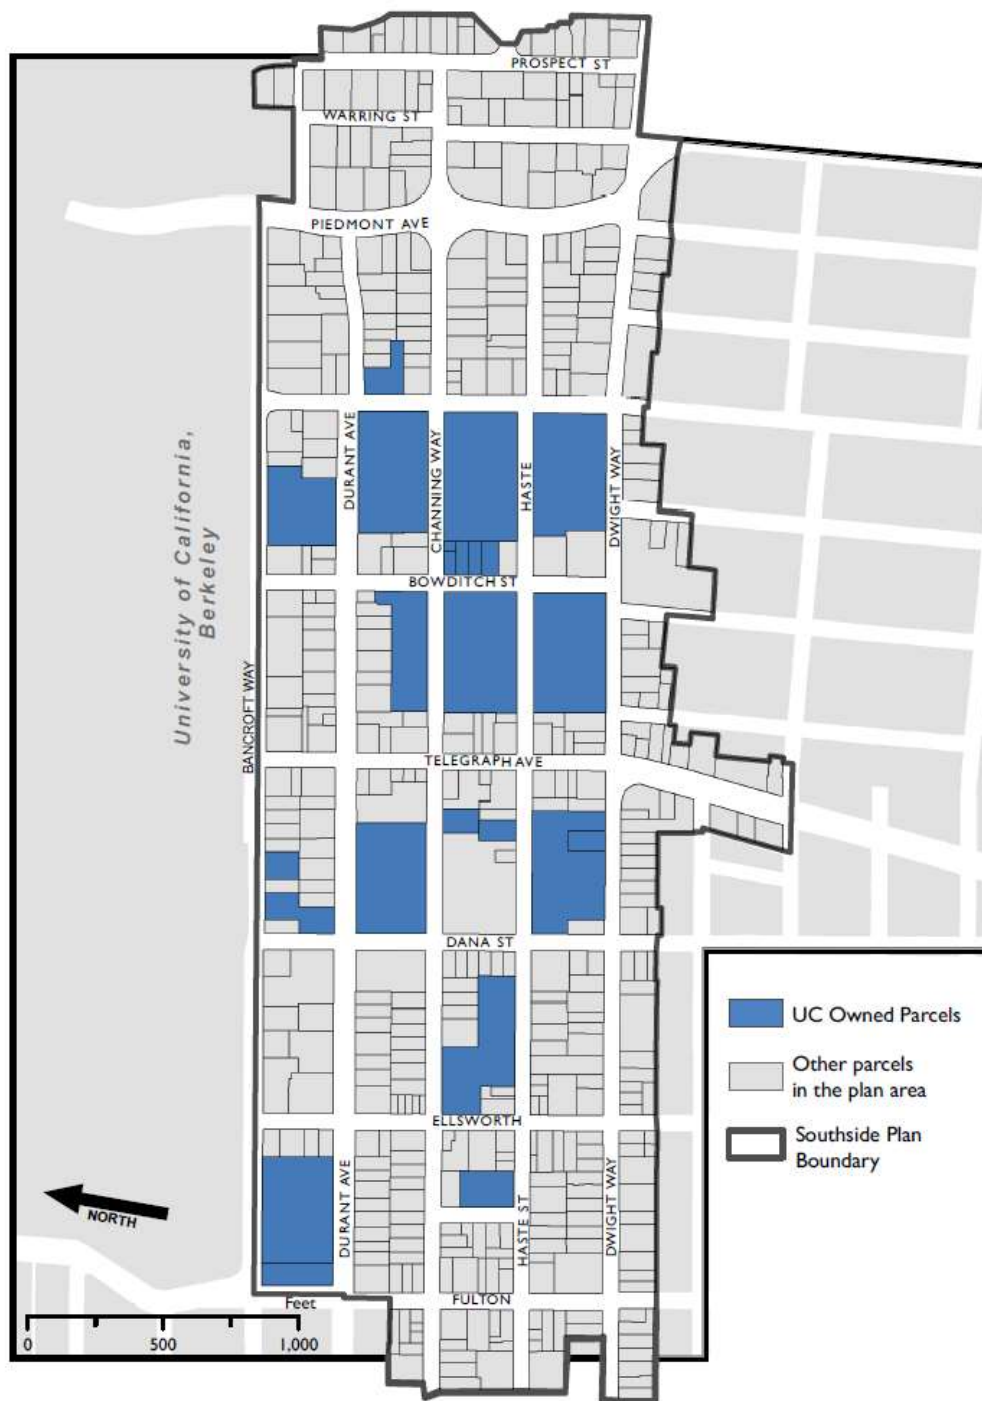 PROSPECT ST
WARRING ST
PIEDMONT AVE
DURANT AVE
CHANNING WAY
HASTE
DWIGHT WAY
University of California,
Berkeley
BOWDITCH ST
BANCROFT WAY
TELEGRAPH AVE
DANA ST
UC Owned Parcels
Other parcels
in the plan area
Southside Plan
Boundary
ELLSWORTH
DURANT AVE
HASTE ST
DWIGHT WAY
NORTH
FULTON
Feet
0 500 1,000